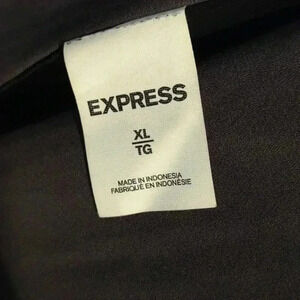 EXPRESS
XL
TG
MADE IN INDONESIA
FABRIQUÉ EN INDONÉSIE